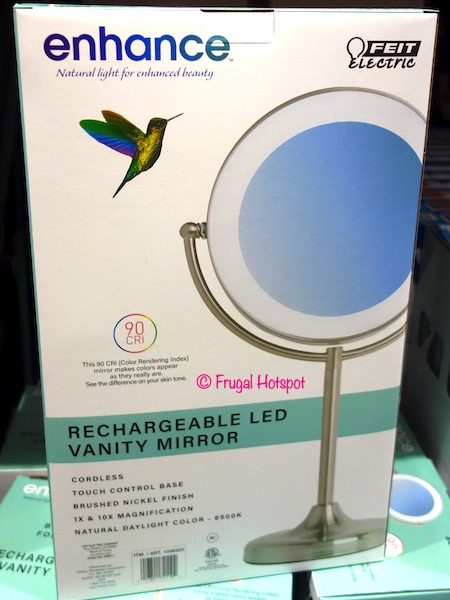 enhance™
Natural light for enhanced beauty
FEIT
Electric
90
CRI
This 90 CRI (Color Rendering Index)
mirror makes colors appear
as they really are.
See the difference on your skin tone.
© Frugal Hotspot
RECHARGEABLE LED
VANITY MIRROR
CORDLESS
TOUCH CONTROL BASE
BRUSHED NICKEL FINISH
1X & 10X MAGNIFICATION
NATURAL DAYLIGHT COLOR - 6500K
enhance